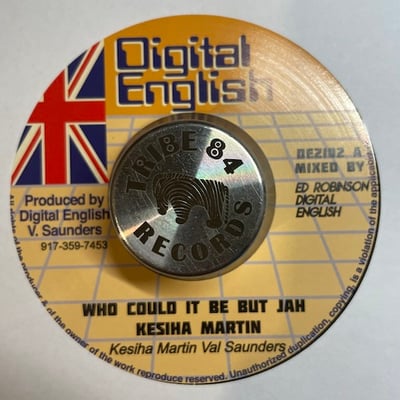 Digital
English
DEZ102 A
MIXED BY
ED ROBINSON
DIGITAL
ENGLISH
TRIBE 84
RECORDS
Produced by
Digital English
V. Saunders
917-359-7453
WHO COULD IT BE BUT JAH
KESIHA MARTIN
Kesiha Martin Val Saunders
of the producer & of the owner of the work reproduce reserved. Unauthorized duplication, copying, is a violation of the applicable